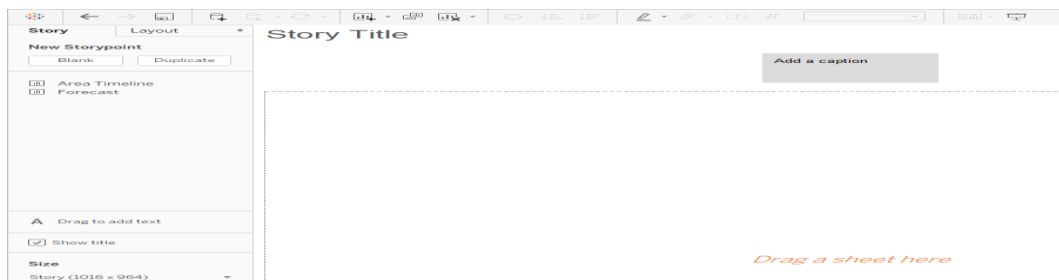 Story Layout
New Storypoint
Blank Duplicate
Area Timeline
Forecast
A Drag to add text
Show title
Size
Story (1016 x 964)
Story Title
Add a caption
Drag a sheet here